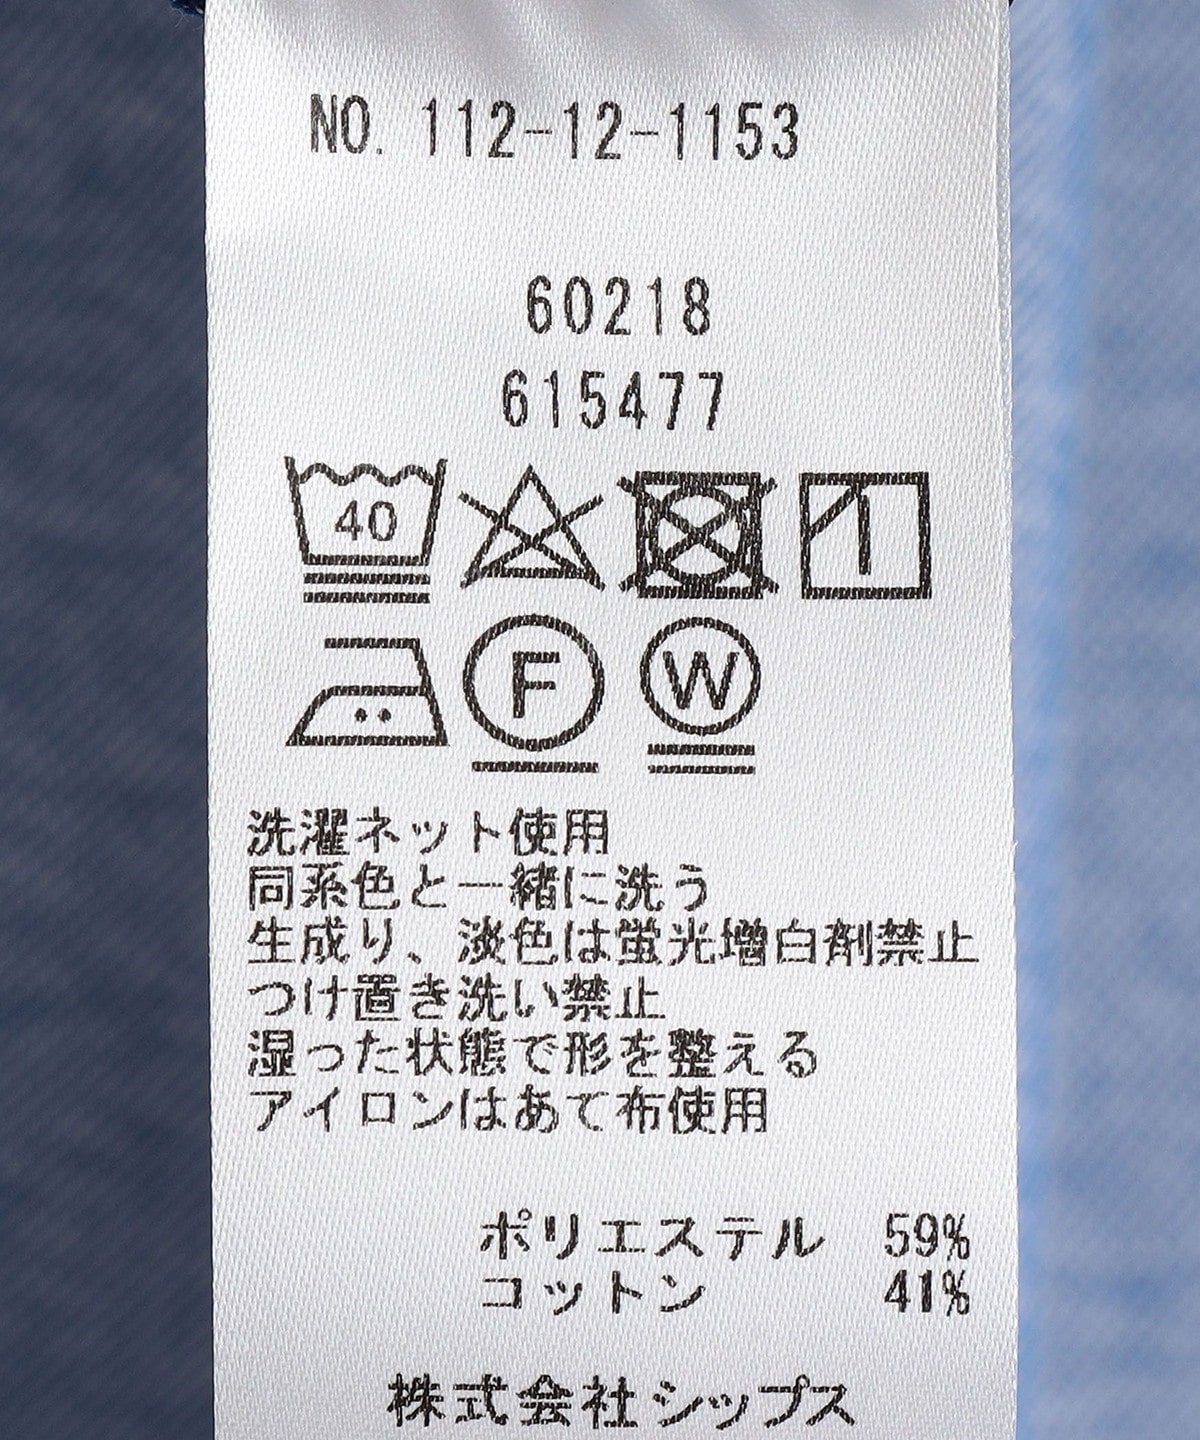 NO. 112-12-1153
60218
615477
40
F W
洗濯ネット使用
同系色と一緒に洗う
生成り、淡色は蛍光増白剤禁止
つけ置き洗い禁止
湿った状態で形を整える
アイロンはあて布使用
ポリエステル 59%
コットン 41%
株式会社シップス